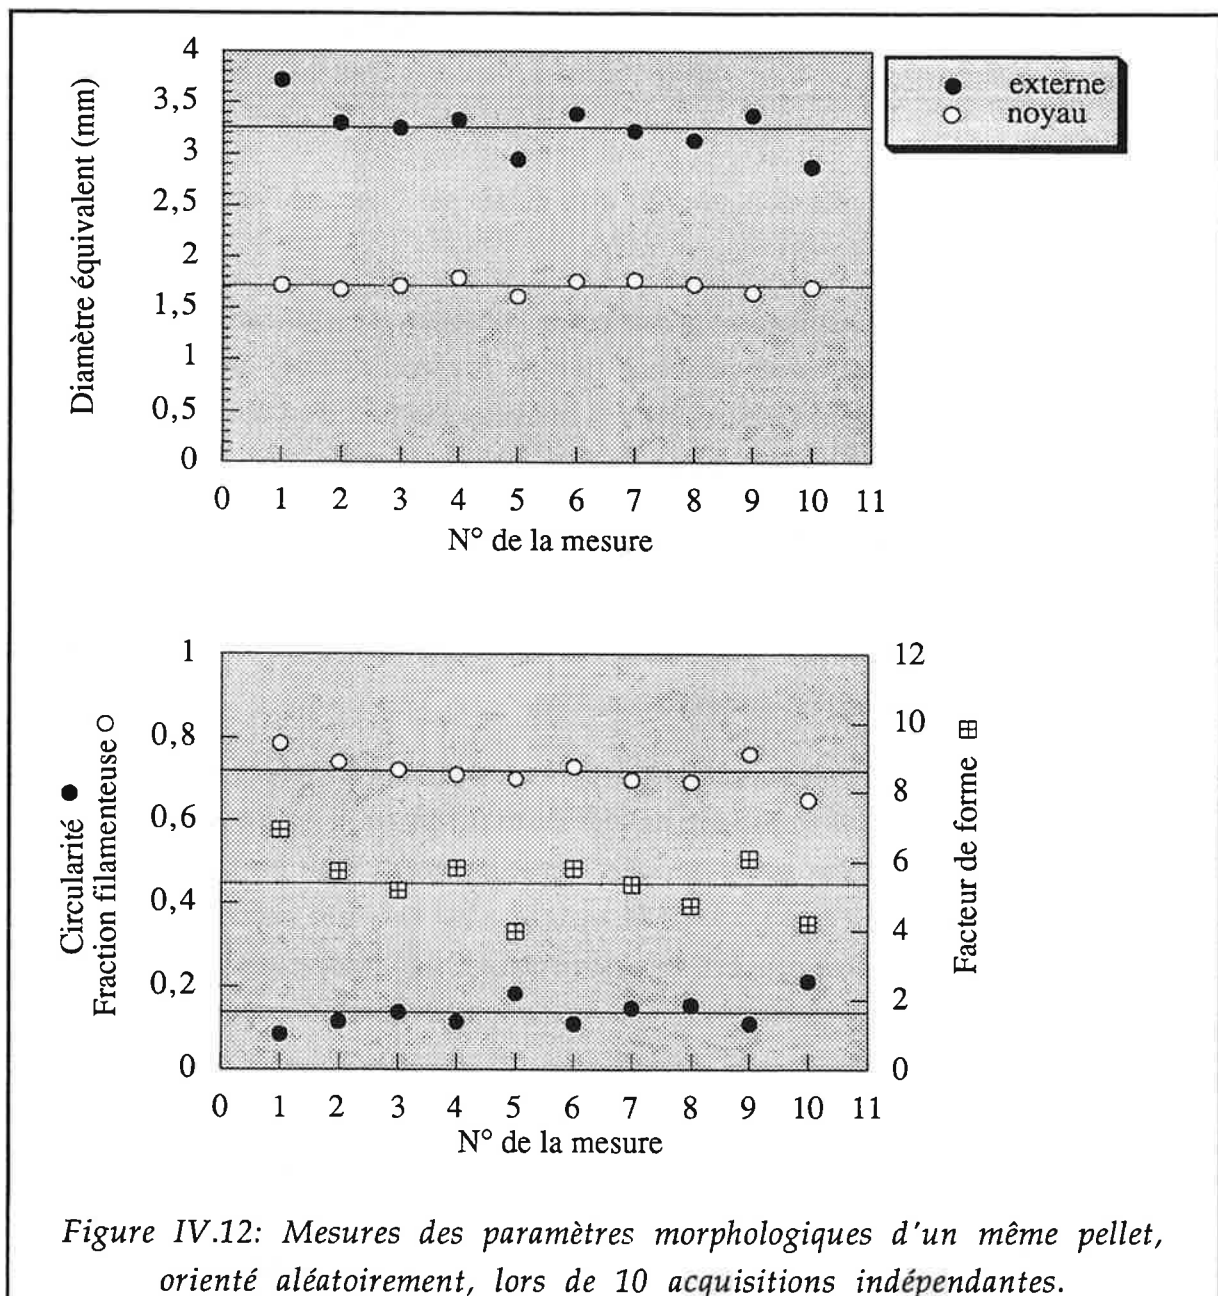 4
3,5
3
2,5
2
1,5
1
0,5
0
Diamètre équivalent (mm)
0 1 2 3 4 5 6 7 8 9 10 11
N° de la mesure
externe
noyau
1
0,8
0,6
0,4
0,2
0
Circularité
Fraction filamenteuse
12
10
8
6
4
2
0
Facteur de forme
0 1 2 3 4 5 6 7 8 9 10 11
N° de la mesure
Figure IV.12: Mesures des paramètres morphologiques d'un même pellet,
orienté aléatoirement, lors de 10 acquisitions indépendantes.